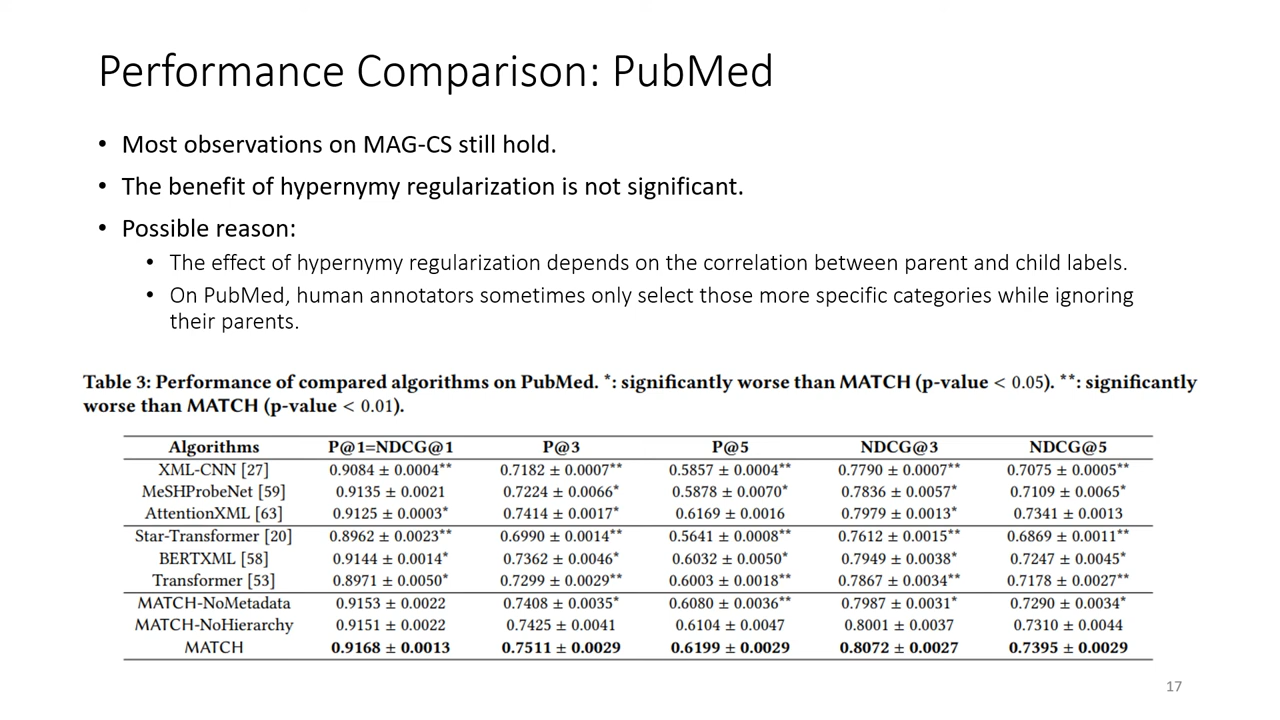 Performance Comparison: PubMed
• Most observations on MAG-CS still hold.
• The benefit of hypernymy regularization is not significant.
• Possible reason:
• The effect of hypernymy regularization depends on the correlation between parent and child labels.
• On PubMed, human annotators sometimes only select those more specific categories while ignoring
their parents.
Table 3: Performance of compared algorithms on PubMed. *: significantly worse than MATCH (p-value < 0.05). **: significantly
worse than MATCH (p-value < 0.01).
Algorithms P@1=NDCG@1 P@3 P@5 NDCG@3 NDCG@5
XML-CNN [27] 0.9084 ± 0.0004** 0.7182 ± 0.0007** 0.5857 ± 0.0004** 0.7790 ± 0.0007** 0.7075 ± 0.0005**
MeSHProbeNet [59] 0.9135 ± 0.0021 0.7224 ± 0.0066* 0.5878 ± 0.0070* 0.7836 ± 0.0057* 0.7109 ± 0.0065*
AttentionXML [63] 0.9125 ± 0.0003* 0.7414 ± 0.0017* 0.6169 ± 0.0016 0.7979 ± 0.0013* 0.7341 ± 0.0013
Star-Transformer [20] 0.8962 ± 0.0023** 0.6990 ± 0.0014** 0.5641 ± 0.0008** 0.7612 ± 0.0015** 0.6869 ± 0.0011**
BERTXML [58] 0.9144 ± 0.0014* 0.7362 ± 0.0046* 0.6032 ± 0.0050* 0.7949 ± 0.0038* 0.7247 ± 0.0045*
Transformer [53] 0.8971 ± 0.0050* 0.7299 ± 0.0029** 0.6003 ± 0.0018** 0.7867 ± 0.0034** 0.7178 ± 0.0027**
MATCH-NoMetadata 0.9153 ± 0.0022 0.7408 ± 0.0035* 0.6080 ± 0.0036** 0.7987 ± 0.0031* 0.7290 ± 0.0034*
MATCH-NoHierarchy 0.9151 ± 0.0022 0.7425 ± 0.0041 0.6104 ± 0.0047 0.8001 ± 0.0037 0.7310 ± 0.0044
MATCH 0.9168 ± 0.0013 0.7511 ± 0.0029 0.6199 ± 0.0029 0.8072 ± 0.0027 0.7395 ± 0.0029
17